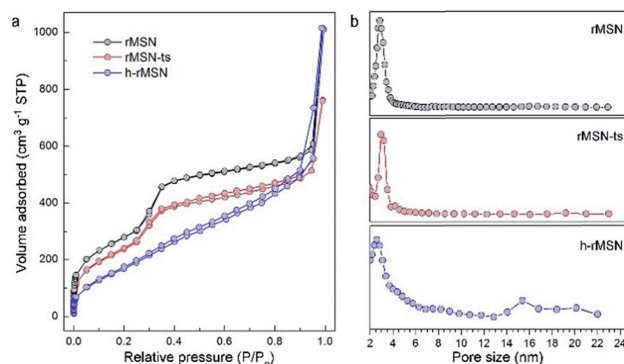 a
b
rMSN
rMSN-ts
h-rMSN
1000
800
600
400
200
0
Volume adsorbed (cm³ g⁻¹ STP)
0.0 0.2 0.4 0.6 0.8 1.0
Relative pressure (P/P₀)
rMSN
rMSN-ts
h-rMSN
2 4 6 8 10 12 14 16 18 20 22 24
Pore size (nm)